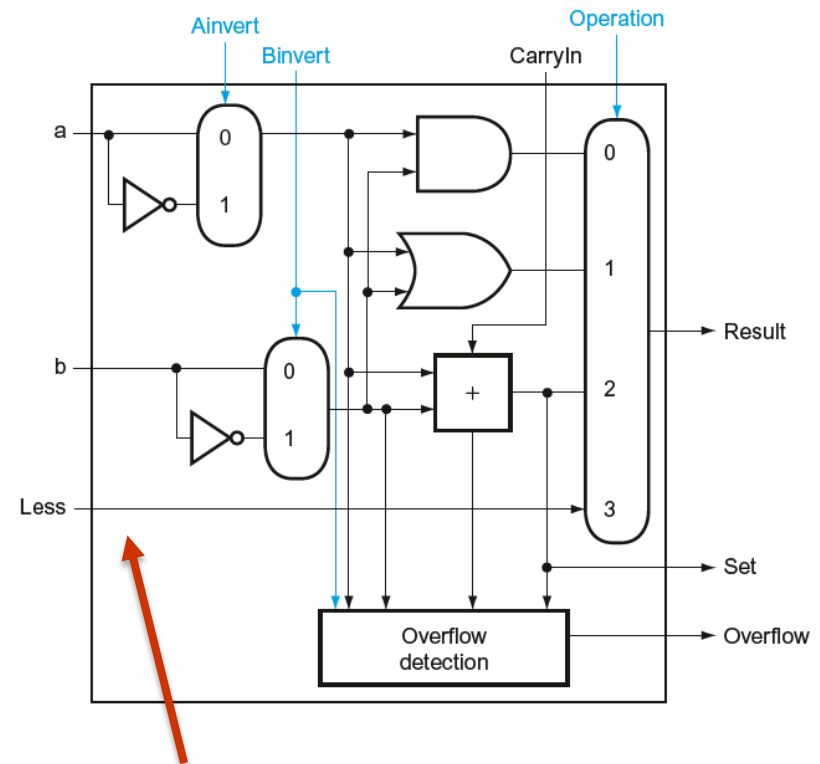 Ainvert
Operation
Binvert
CarryIn
a
0
0
1
1
Result
b
0
2
+
1
Less
3
Set
Overflow
detection
Overflow